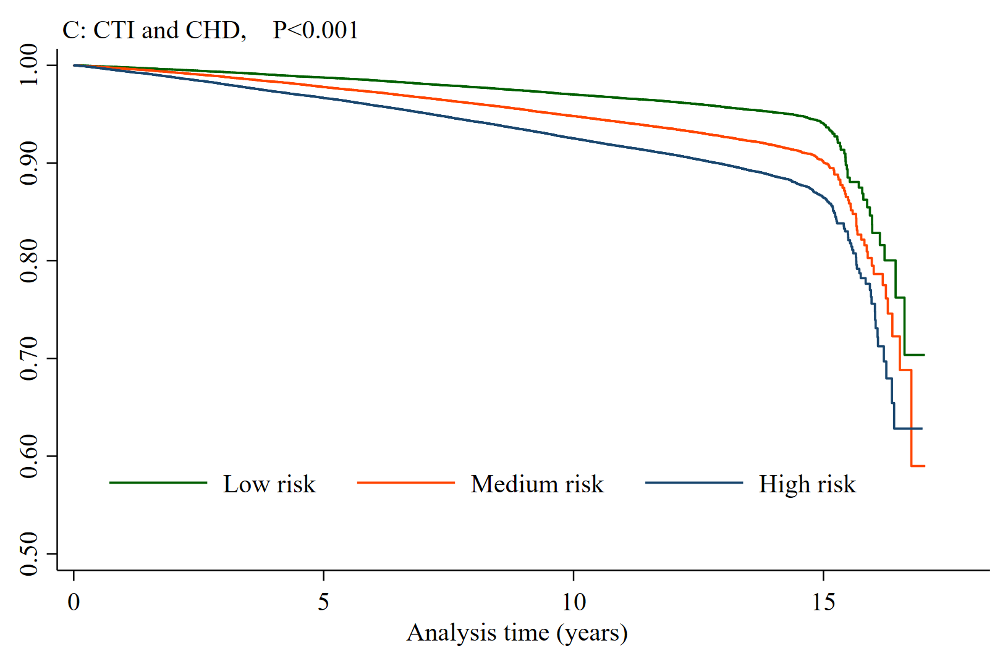 C: CTI and CHD, P<0.001
1.00
0.90
0.80
0.70
0.60
0.50
Low risk Medium risk High risk
0 5 10 15
Analysis time (years)